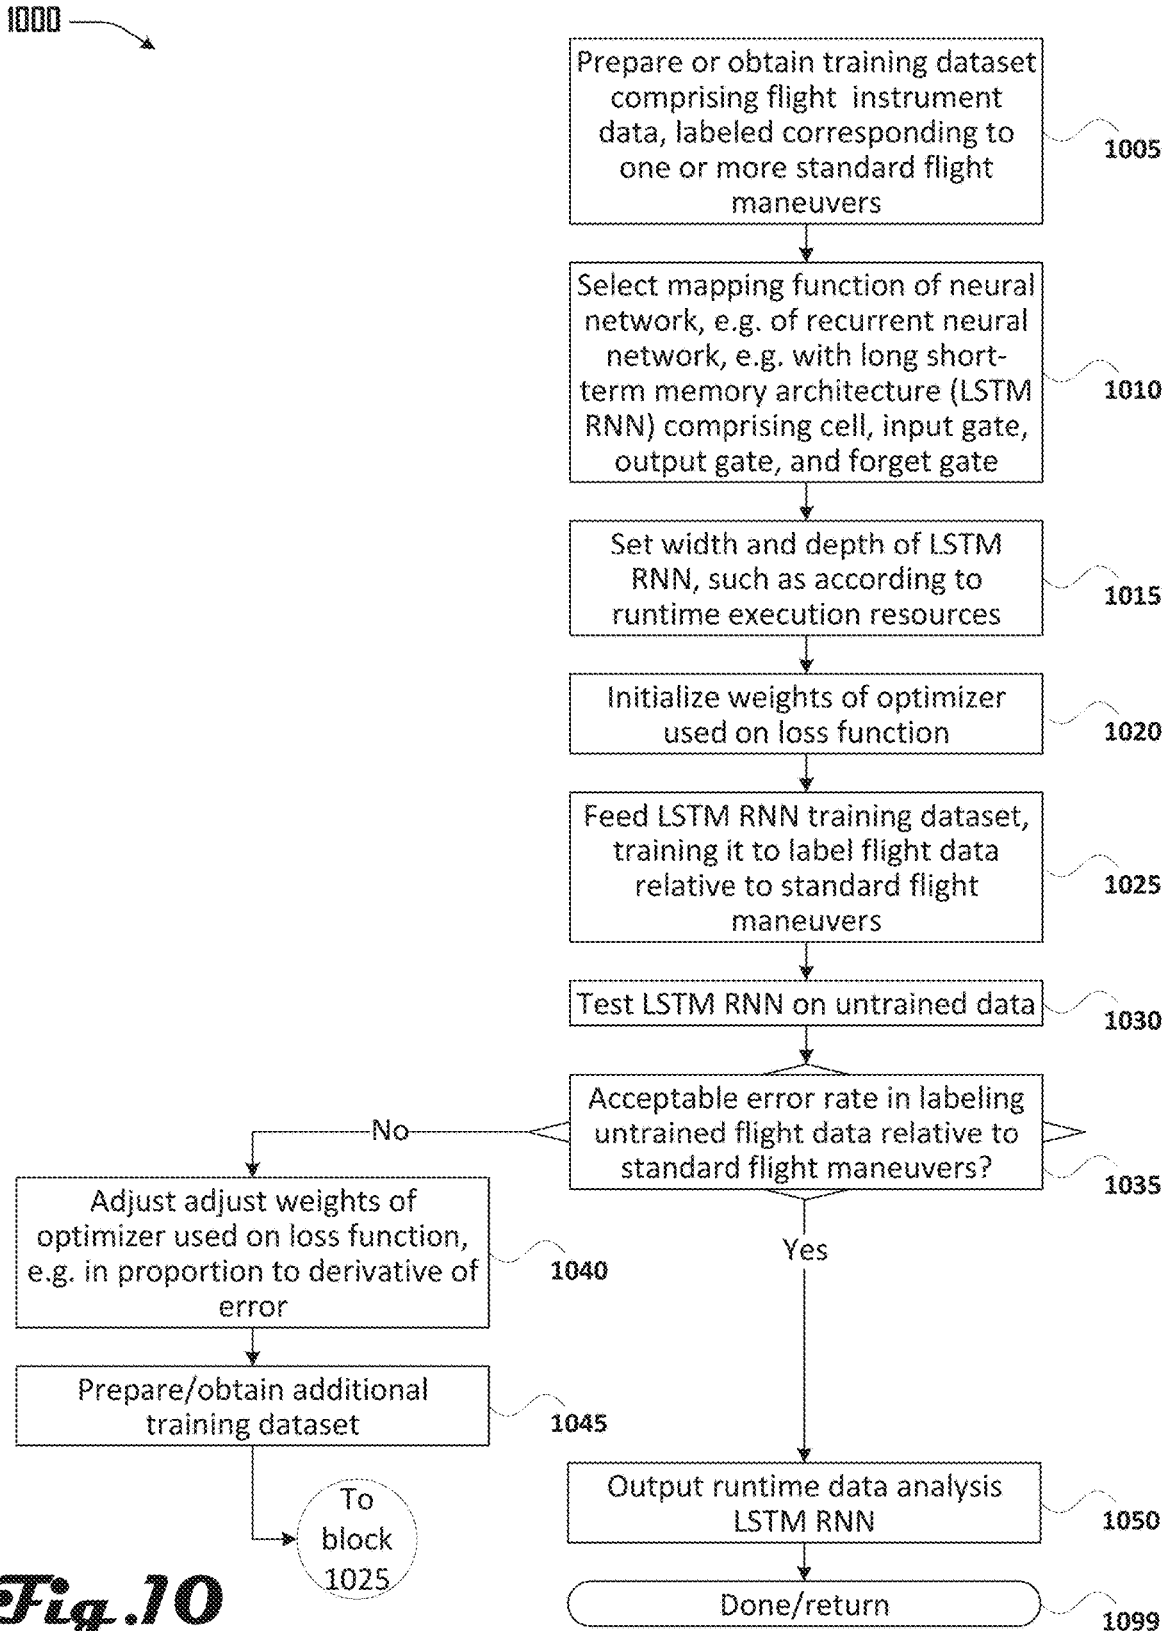 1000
Prepare or obtain training dataset
comprising flight instrument
data, labeled corresponding to
one or more standard flight
maneuvers
1005
Select mapping function of neural
network, e.g. of recurrent neural
network, e.g. with long short-
term memory architecture (LSTM
RNN) comprising cell, input gate,
output gate, and forget gate
1010
Set width and depth of LSTM
RNN, such as according to
runtime execution resources
1015
Initialize weights of optimizer
used on loss function
1020
Feed LSTM RNN training dataset,
training it to label flight data
relative to standard flight
maneuvers
1025
Test LSTM RNN on untrained data
1030
Acceptable error rate in labeling
untrained flight data relative to
standard flight maneuvers?
1035
No
Adjust adjust weights of
optimizer used on loss function,
e.g. in proportion to derivative of
error
1040
Prepare/obtain additional
training dataset
1045
To
block
1025
Yes
Output runtime data analysis
LSTM RNN
1050
Done/return
1099
Fig.10